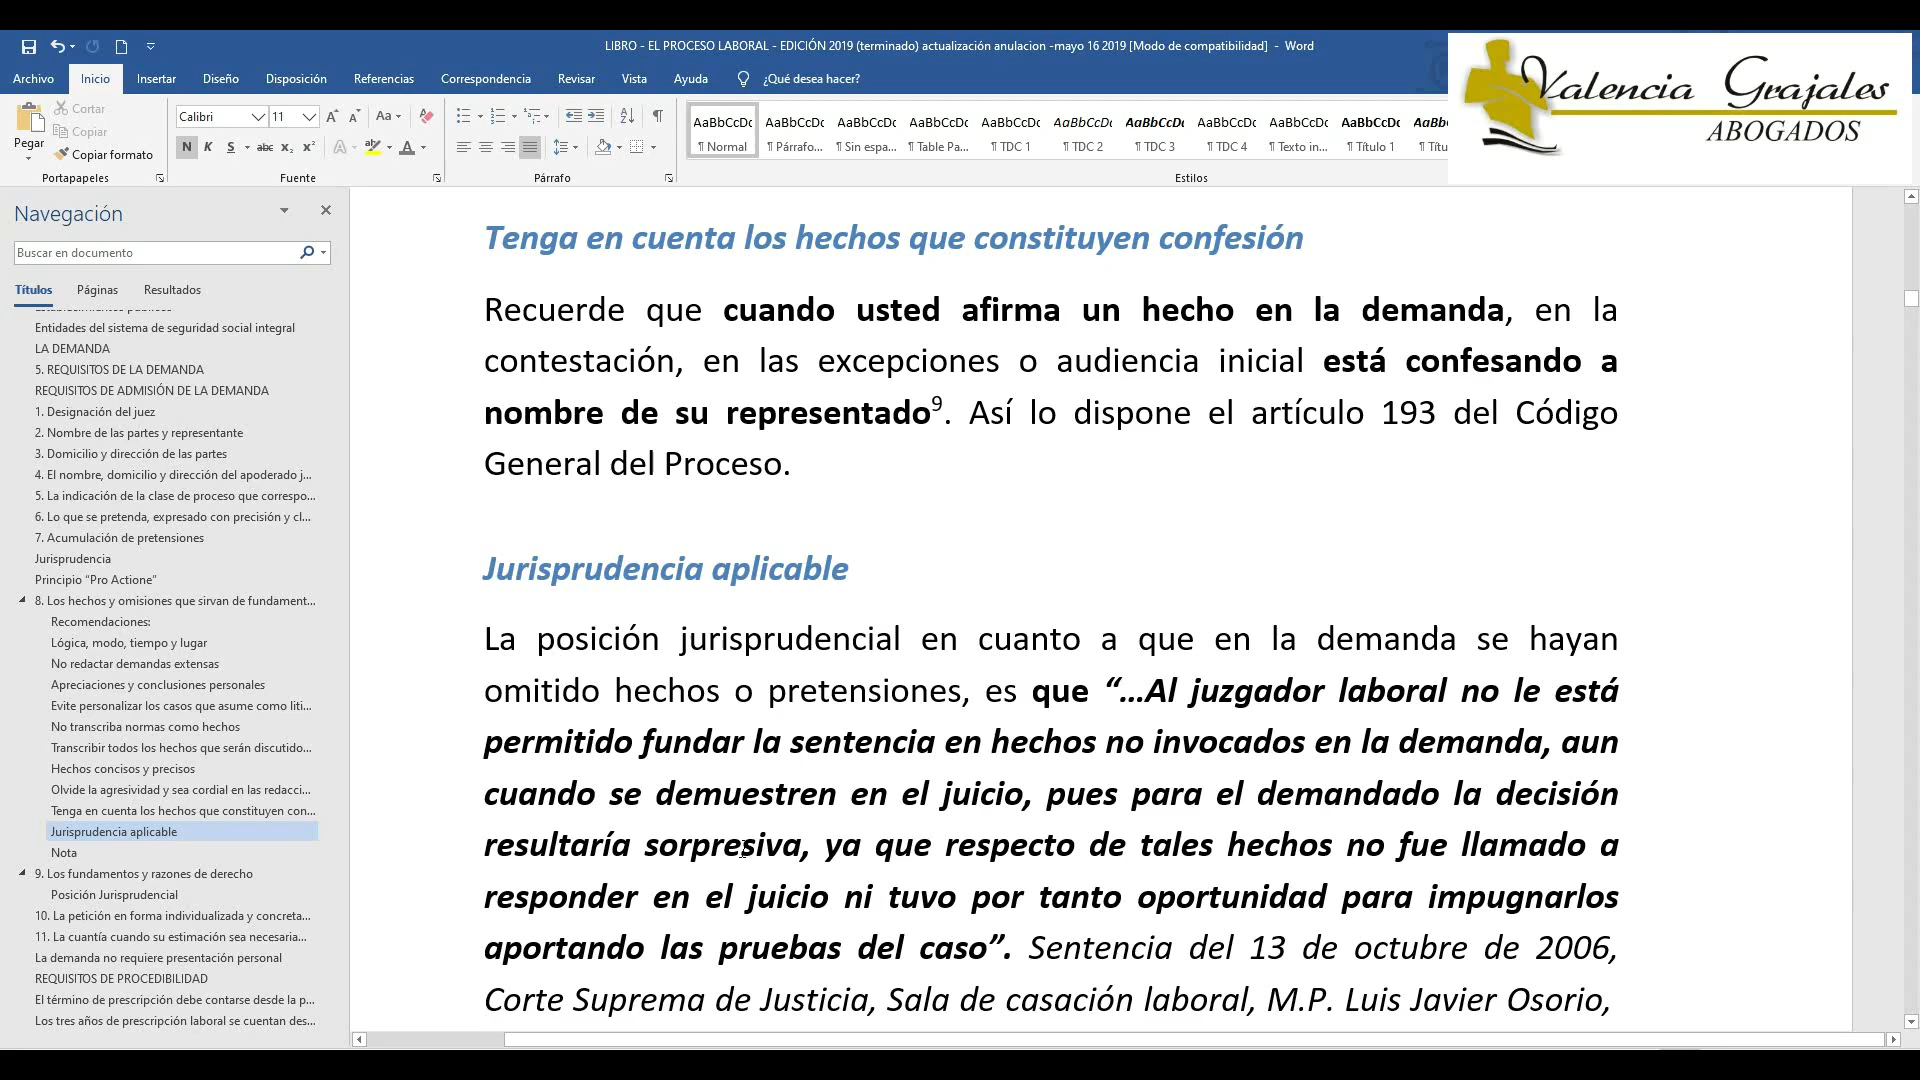 LIBRO - EL PROCESO LABORAL - EDICIÓN 2019 (terminado) actualización anulacion -mayo 16 2019 [Modo de compatibilidad] - Word
Archivo Inicio Insertar Diseño Disposición Referencias Correspondencia Revisar Vista Ayuda ¿Qué desea hacer?
Valencia Grajales
ABOGADOS
Pegar
Cortar
Copiar
Copiar formato
Portapapeles
Calibri 11
Fuente
Párrafo
AaBbCcDc AaBbCcDc AaBbCcDc AaBbCcDc AaBbCcDc AaBbCcDc AaBbCcDc AaBbCcDc AaBbCcDc AaBbCcDc AaBb
¶ Normal ¶ Párrafo... ¶ Sin espa... ¶ Table Pa... ¶ TDC 1 ¶ TDC 2 ¶ TDC 3 ¶ TDC 4 ¶ Texto in... ¶ Título 1 ¶ Títu
Estilos
Navegación
Buscar en documento
Títulos Páginas Resultados
Entidades del sistema de seguridad social integral
LA DEMANDA
5. REQUISITOS DE LA DEMANDA
REQUISITOS DE ADMISIÓN DE LA DEMANDA
1. Designación del juez
2. Nombre de las partes y representante
3. Domicilio y dirección de las partes
4. El nombre, domicilio y dirección del apoderado j...
5. La indicación de la clase de proceso que correspo...
6. Lo que se pretenda, expresado con precisión y cl...
7. Acumulación de pretensiones
Jurisprudencia
Principio “Pro Actione”
8. Los hechos y omisiones que sirvan de fundament...
Recomendaciones:
Lógica, modo, tiempo y lugar
No redactar demandas extensas
Apreciaciones y conclusiones personales
Evite personalizar los casos que asume como liti...
No transcriba normas como hechos
Transcribir todos los hechos que serán discutido...
Hechos concisos y precisos
Olvide la agresividad y sea cordial en las redacci...
Tenga en cuenta los hechos que constituyen con...
Jurisprudencia aplicable
Nota
9. Los fundamentos y razones de derecho
Posición Jurisprudencial
10. La petición en forma individualizada y concreta...
11. La cuantía cuando su estimación sea necesaria...
La demanda no requiere presentación personal
REQUISITOS DE PROCEDIBILIDAD
El término de prescripción debe contarse desde la p...
Los tres años de prescripción laboral se cuentan des...
Tenga en cuenta los hechos que constituyen confesión
Recuerde que cuando usted afirma un hecho en la demanda, en la
contestación, en las excepciones o audiencia inicial está confesando a
nombre de su representado9. Así lo dispone el artículo 193 del Código
General del Proceso.
Jurisprudencia aplicable
La posición jurisprudencial en cuanto a que en la demanda se hayan
omitido hechos o pretensiones, es que “...Al juzgador laboral no le está
permitido fundar la sentencia en hechos no invocados en la demanda, aun
cuando se demuestren en el juicio, pues para el demandado la decisión
resultaría sorpresiva, ya que respecto de tales hechos no fue llamado a
responder en el juicio ni tuvo por tanto oportunidad para impugnarlos
aportando las pruebas del caso”. Sentencia del 13 de octubre de 2006,
Corte Suprema de Justicia, Sala de casación laboral, M.P. Luis Javier Osorio,